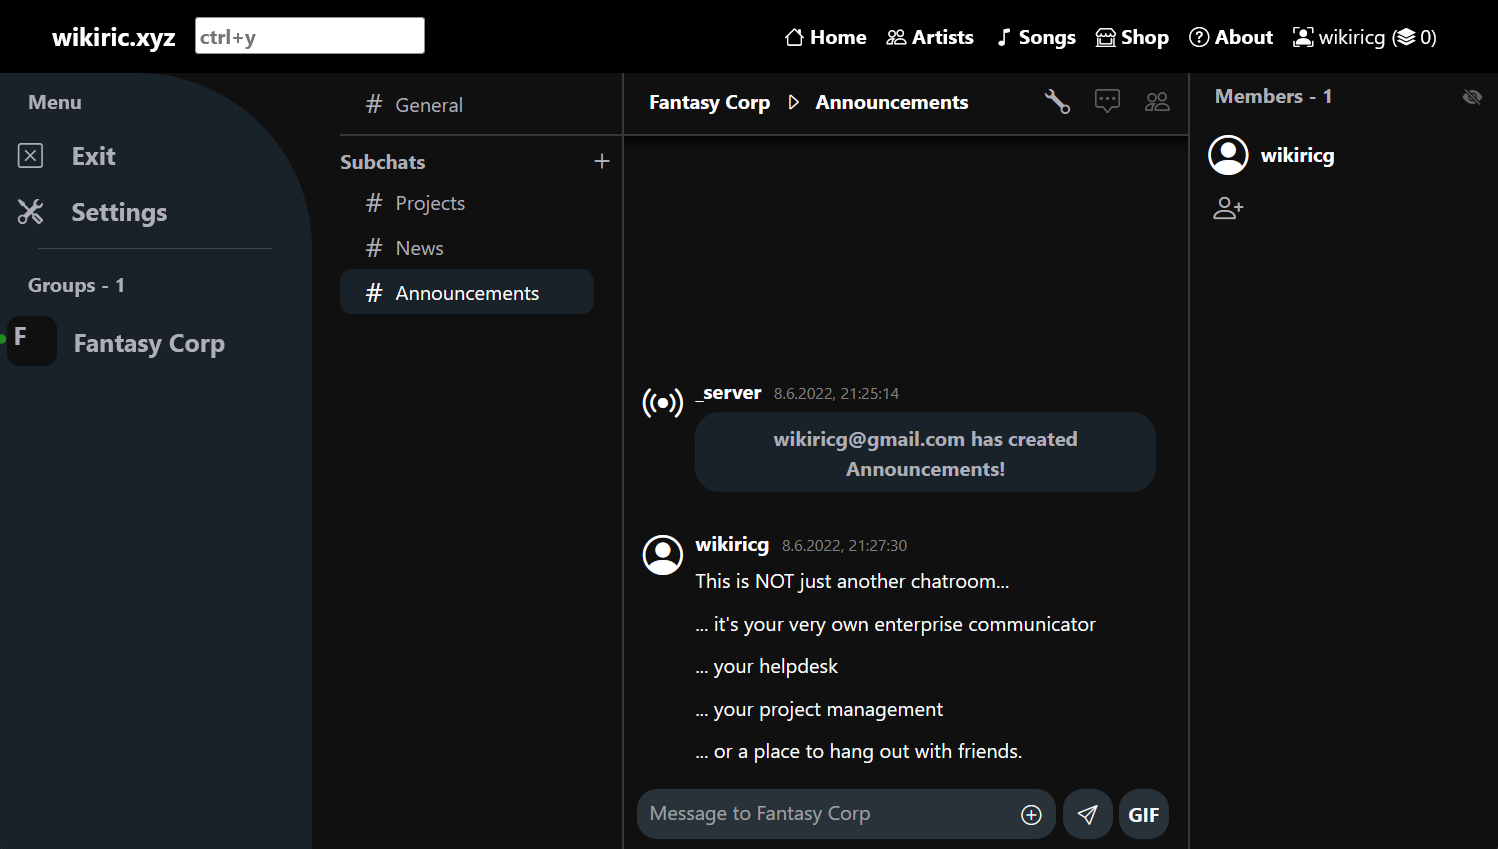 wikiric.xyz
ctrl+y
Home
Artists
Songs
Shop
About
wikiricg (0)
Menu
Exit
Settings
Groups - 1
F
Fantasy Corp
# General
Subchats
# Projects
# News
# Announcements
Fantasy Corp
Announcements
_server 8.6.2022, 21:25:14
wikiricg@gmail.com has created
Announcements!
wikiricg 8.6.2022, 21:27:30
This is NOT just another chatroom...
... it's your very own enterprise communicator
... your helpdesk
... your project management
... or a place to hang out with friends.
Message to Fantasy Corp
GIF
Members - 1
wikiricg